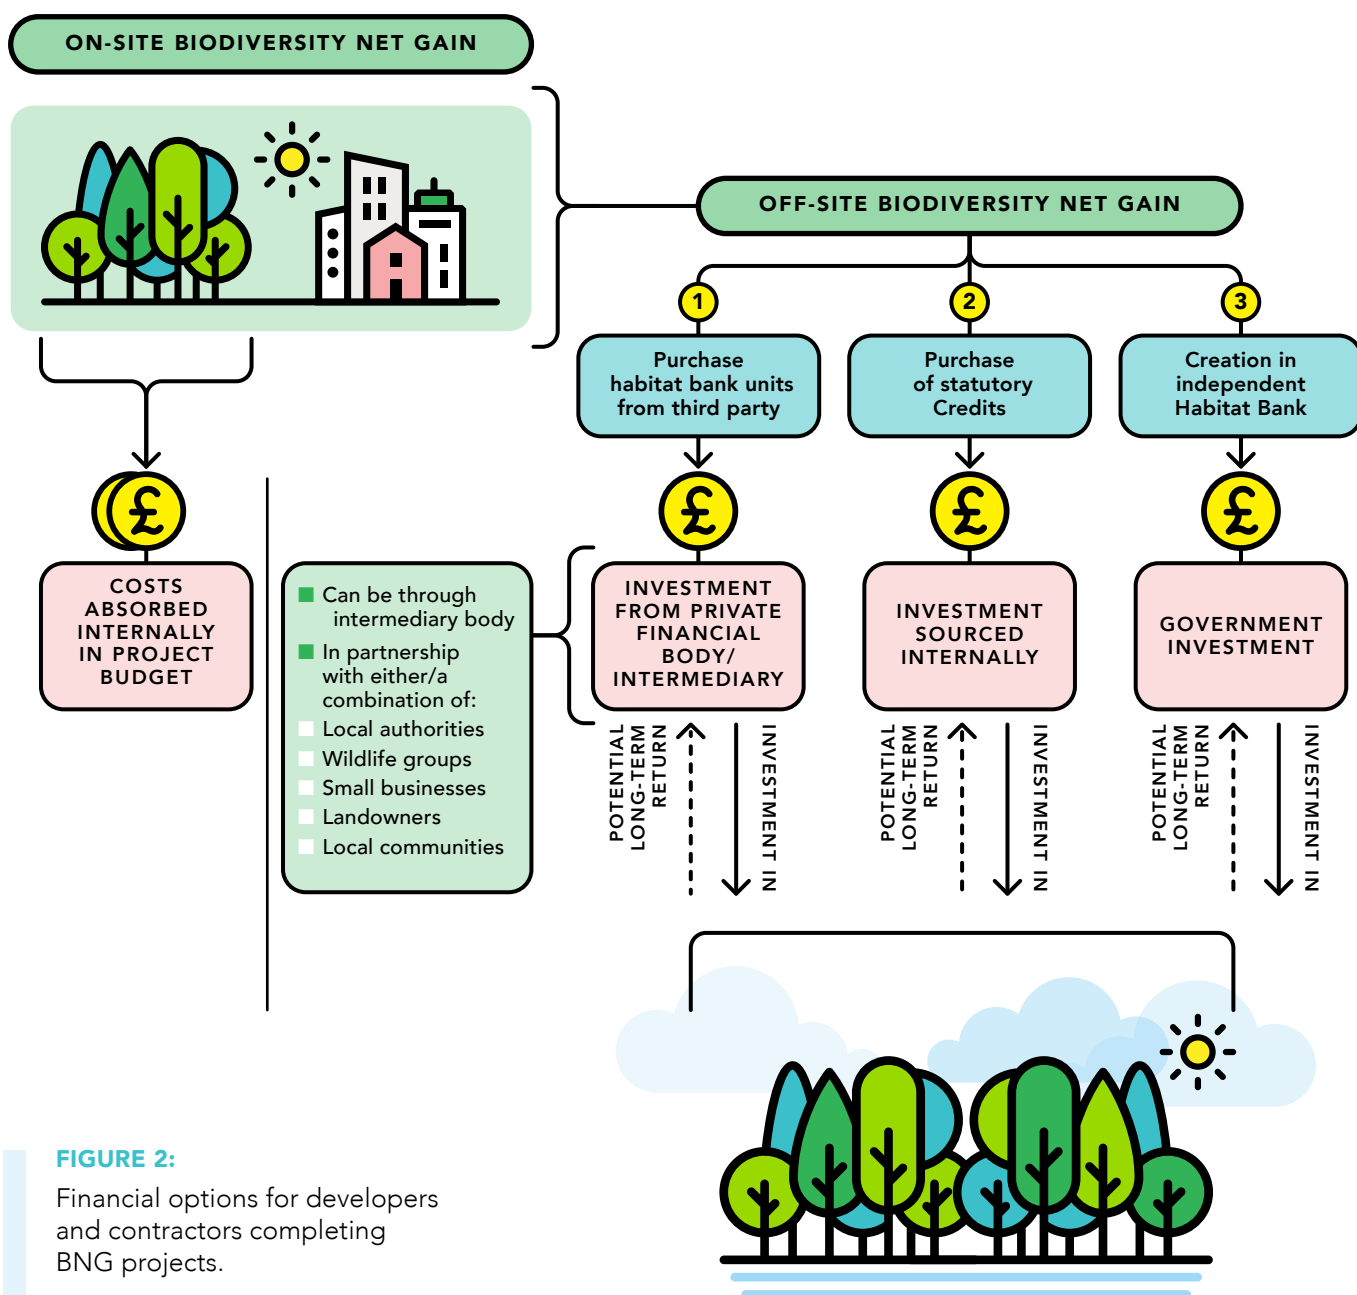 ON-SITE BIODIVERSITY NET GAIN
OFF-SITE BIODIVERSITY NET GAIN
1
Purchase
habitat bank units
from third party
2
Purchase
of statutory
Credits
3
Creation in
independent
Habitat Bank
£
£
£
£
COSTS
ABSORBED
INTERNALLY
IN PROJECT
BUDGET
Can be through
intermediary body
In partnership
with either/a
combination of:
Local authorities
Wildlife groups
Small businesses
Landowners
Local communities
INVESTMENT
FROM PRIVATE
FINANCIAL
BODY/
INTERMEDIARY
INVESTMENT
SOURCED
INTERNALLY
GOVERNMENT
INVESTMENT
POTENTIAL
LONG-TERM
RETURN
INVESTMENT IN
POTENTIAL
LONG-TERM
RETURN
INVESTMENT IN
POTENTIAL
LONG-TERM
RETURN
INVESTMENT IN
FIGURE 2:
Financial options for developers
and contractors completing
BNG projects.